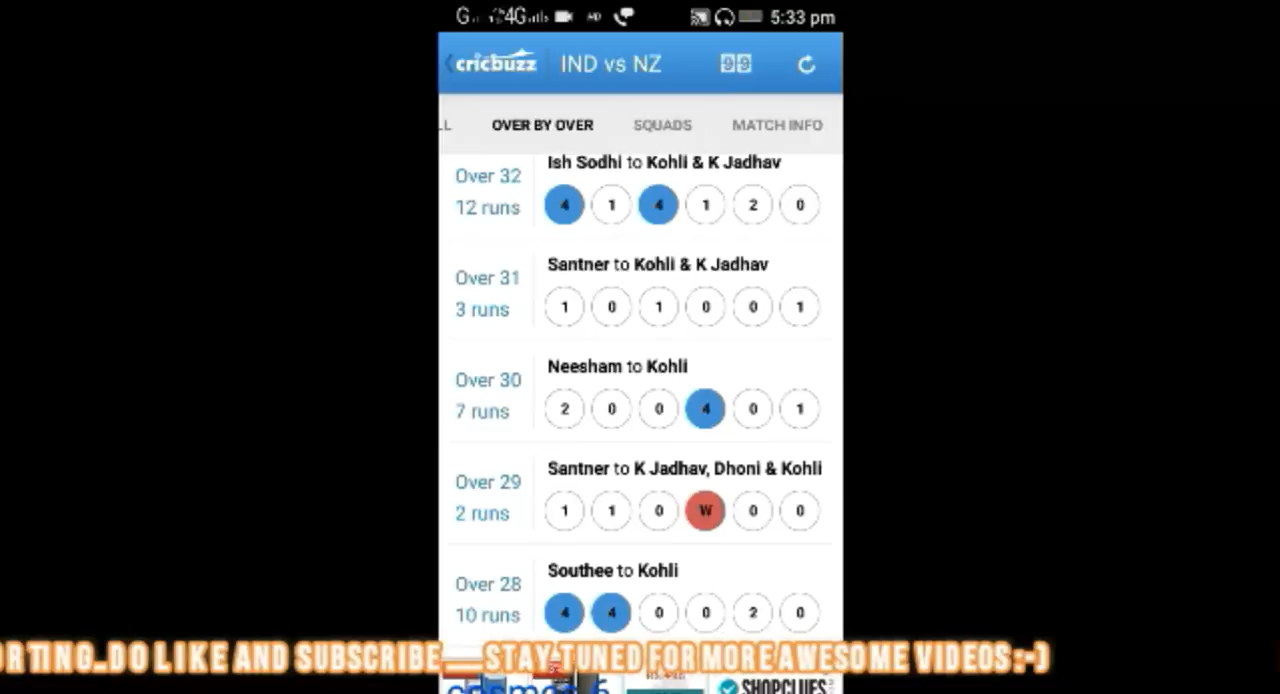 4G 5:33 pm
cricbuzz IND vs NZ
LL OVER BY OVER SQUADS MATCH INFO
Ish Sodhi to Kohli & K Jadhav
Over 32
12 runs
4 1 4 1 2 0
Santner to Kohli & K Jadhav
Over 31
3 runs
1 0 1 0 0 1
Neesham to Kohli
Over 30
7 runs
2 0 0 4 0 1
Santner to K Jadhav, Dhoni & Kohli
Over 29
2 runs
1 1 0 W 0 0
Southee to Kohli
Over 28
10 runs
4 4 0 0 2 0
ORTING..DO LIKE AND SUBSCRIBE.....STAY TUNED FOR MORE AWESOME VIDEOS :-)
SHOPCLUES